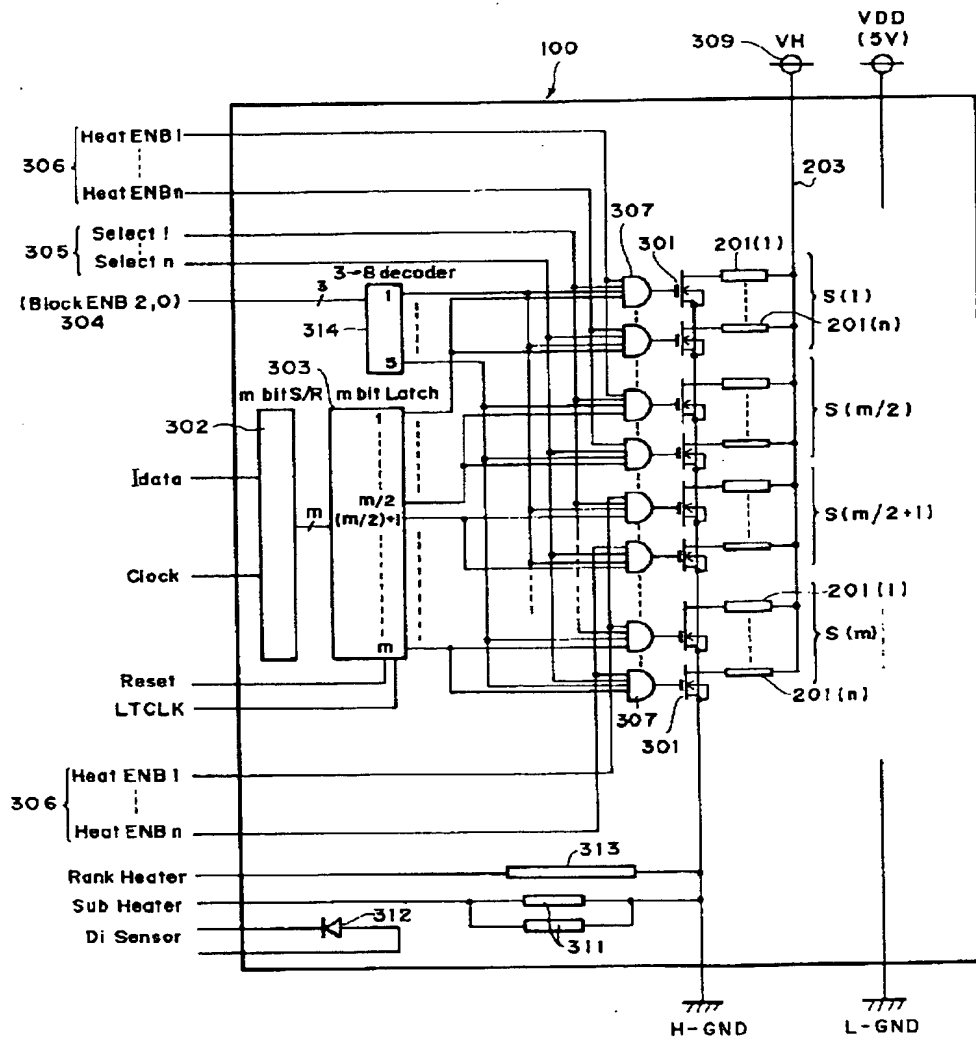 VDD
(5V)
309
VH
100
Heat ENB 1
306
Heat ENBn
203
307
301
201(1)
Select 1
305
Select n
3-8 decoder
3
(Block ENB 2,0)
304
1
S(1)
314
201(n)
5
303
m bit S/R
m bit Latch
302
1
S(m/2)
Idata
m/2
m
(m/2)+1
S(m/2+1)
Clock
201(1)
S(m)
m
Reset
201(n)
LTCLK
307
301
Heat ENB 1
306
Heat ENB n
313
Rank Heater
Sub Heater
312
Di Sensor
311
H-GND
L-GND